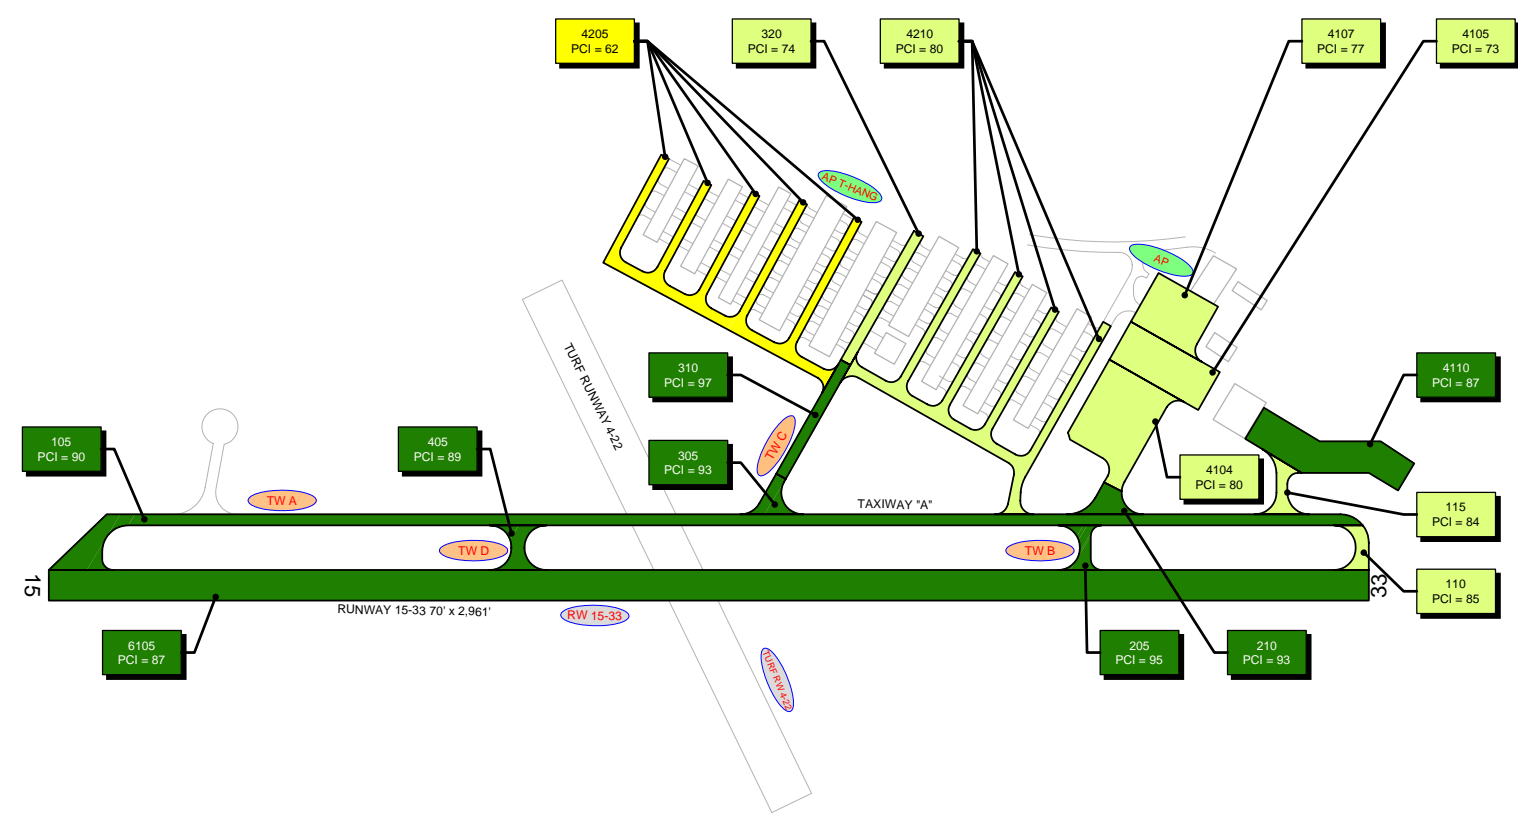 4205
PCI = 62
320
PCI = 74
4210
PCI = 80
4107
PCI = 77
4105
PCI = 73
AP T-HANG
AP
TURF RUNWAY 4-22
310
PCI = 97
4110
PCI = 87
105
PCI = 90
405
PCI = 89
305
PCI = 93
TW C
4104
PCI = 80
TW A
TAXIWAY "A"
115
PCI = 84
TW D
TW B
15
33
110
PCI = 85
RUNWAY 15-33 70' x 2,961'
RW 15-33
6105
PCI = 87
205
PCI = 95
210
PCI = 93
TURF RW 4-22